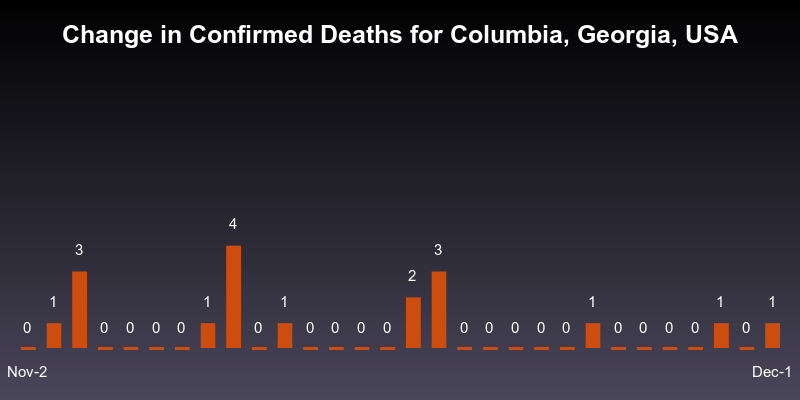 Change in Confirmed Deaths for Columbia, Georgia, USA
4
3 3
2
1 1 1 1 1 1
0 0 0 0 0 0 0 0 0 0 0 0 0 0 0 0 0 0 0 0
Nov-2 Dec-1